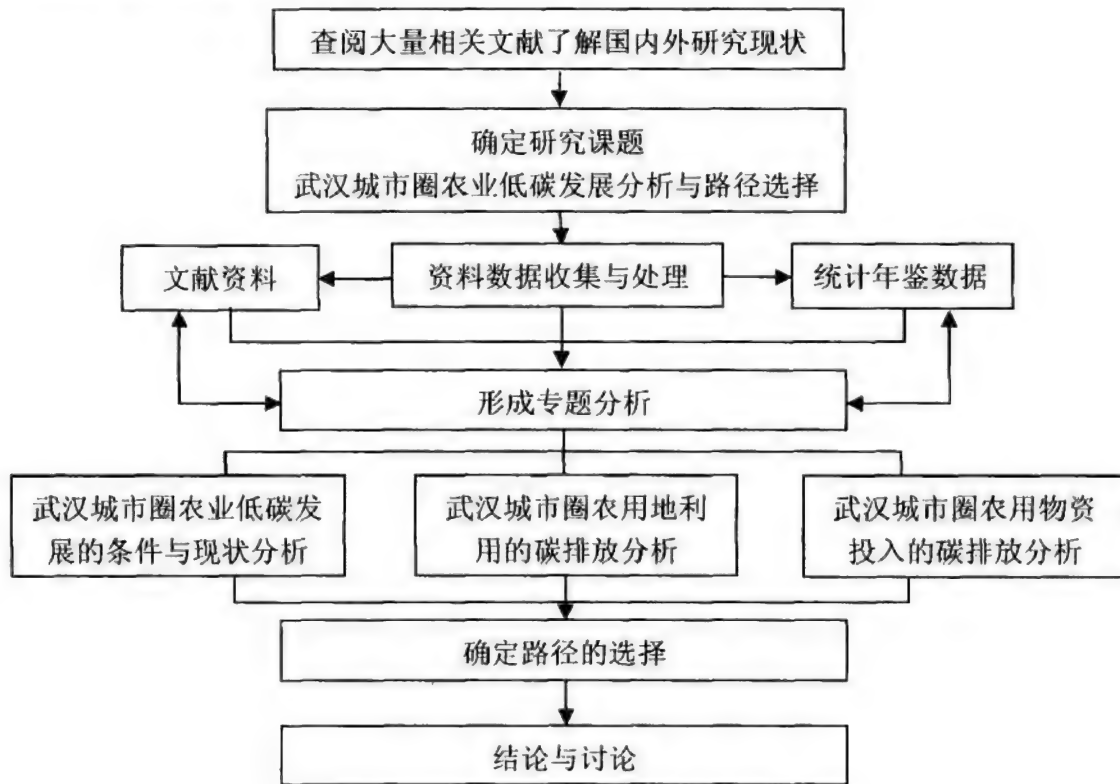 查阅大量相关文献了解国内外研究现状
确定研究课题
武汉城市圈农业低碳发展分析与路径选择
文献资料
资料数据收集与处理
统计年鉴数据
形成专题分析
武汉城市圈农业低碳发
展的条件与现状分析
武汉城市圈农用地利
用的碳排放分析
武汉城市圈农用物资
投入的碳排放分析
确定路径的选择
结论与讨论